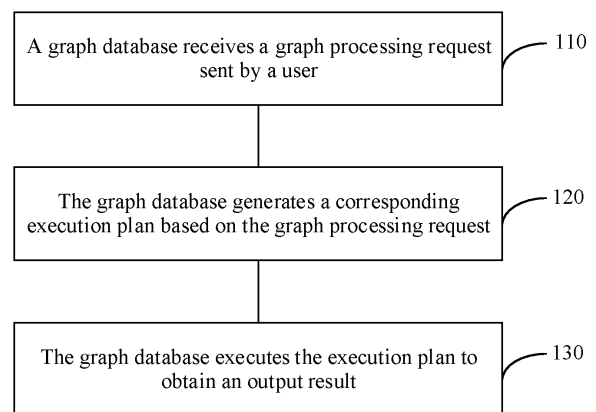 A graph database receives a graph processing request
sent by a user
110
The graph database generates a corresponding
execution plan based on the graph processing request
120
The graph database executes the execution plan to
obtain an output result
130